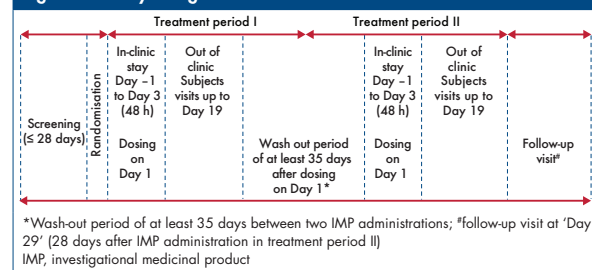 Treatment period I
Treatment period II
Screening
(≤ 28 days)
Randomisation
In-clinic
stay
Day –1
to Day 3
(48 h)
Dosing
on
Day 1
Out of
clinic
Subjects
visits up to
Day 19
Wash out period
of at least 35 days
after dosing
on Day 1*
In-clinic
stay
Day –1
to Day 3
(48 h)
Dosing
on
Day 1
Out of
clinic
Subjects
visits up to
Day 19
Follow-up
visit#
*Wash-out period of at least 35 days between two IMP administrations; #follow-up visit at ‘Day
29’ (28 days after IMP administration in treatment period II)
IMP, investigational medicinal product